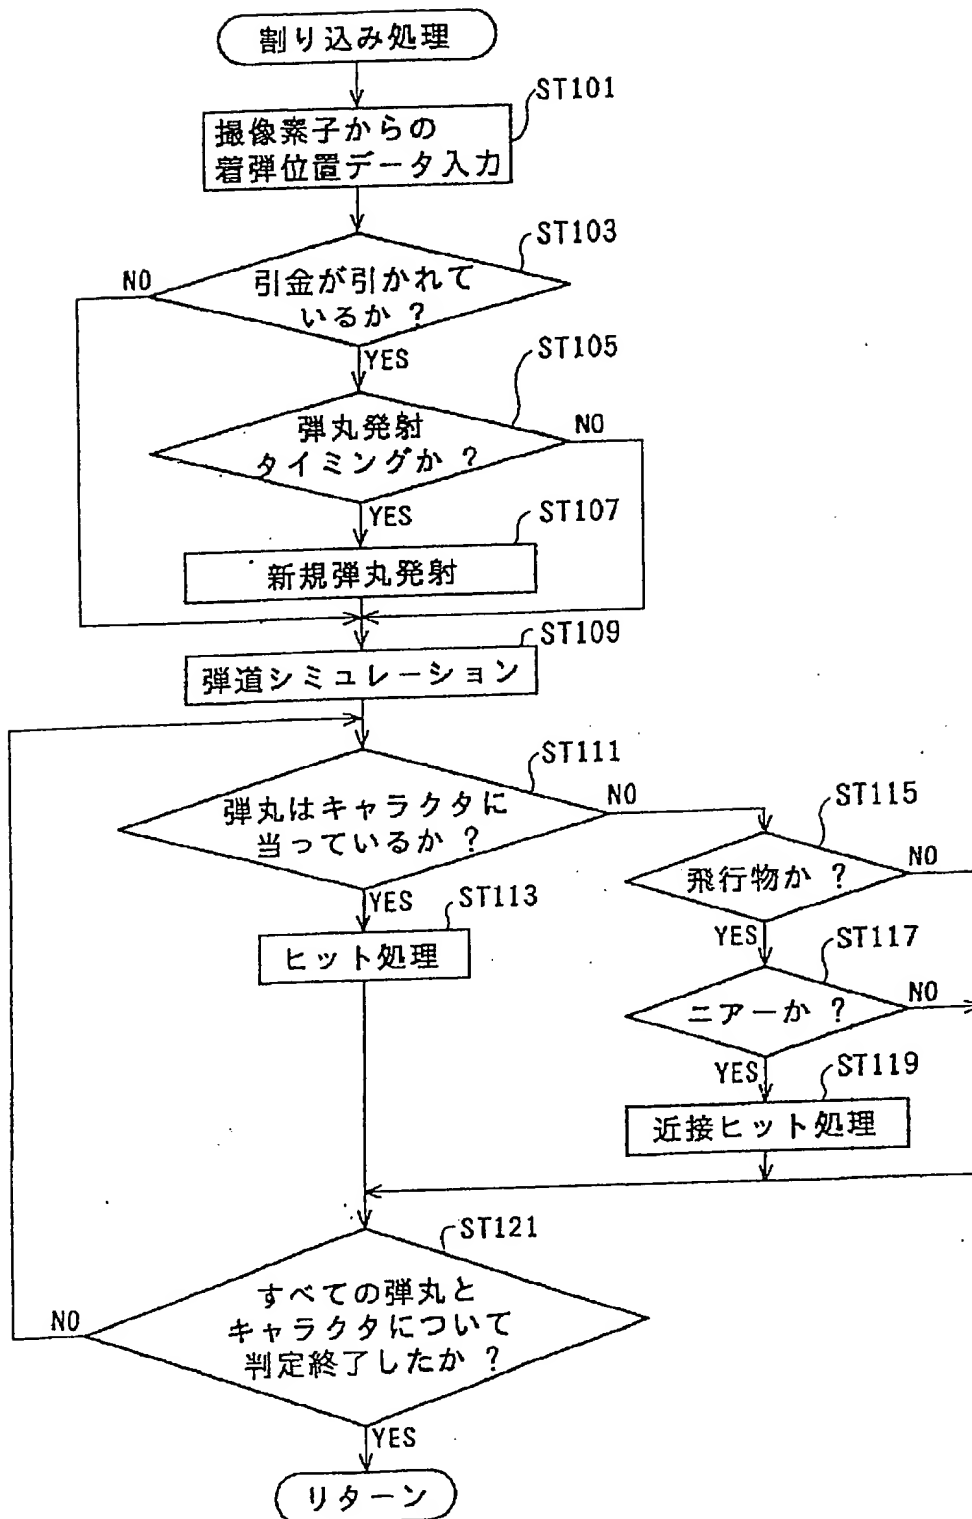 割り込み処理
ST101
撮像素子からの
着弾位置データ入力
ST103
NO
引金が引かれて
いるか ?
YES
ST105
弾丸発射
タイミングか ?
NO
YES
ST107
新規弾丸発射
ST109
弾道シミュレーション
ST111
弾丸はキャラクタに
当っているか ?
NO
YES
ST115
飛行物か ?
NO
YES
ST113
ヒット処理
ST117
ニアーか ?
NO
YES
ST119
近接ヒット処理
ST121
すべての弾丸と
キャラクタについて
判定終了したか ?
NO
YES
リターン